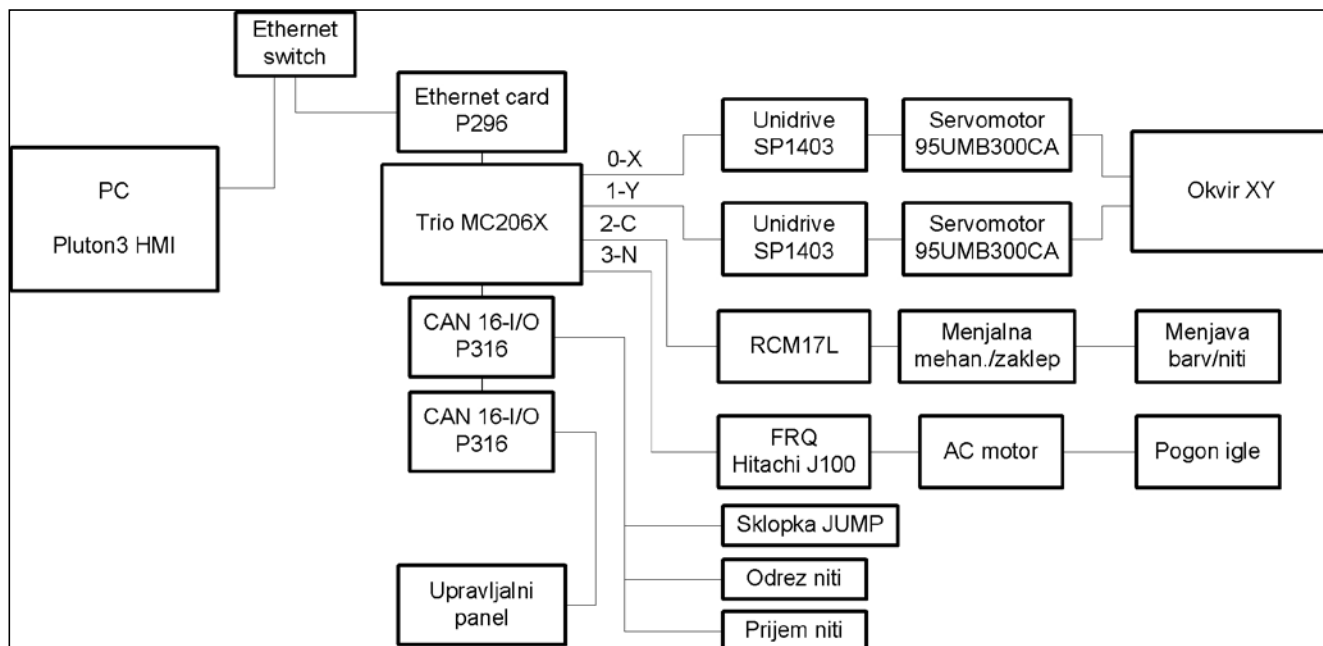 Ethernet
switch
Ethernet card
P296
PC
Pluton3 HMI
Trio MC206X
0-X
1-Y
2-C
3-N
Unidrive
SP1403
Servomotor
95UMB300CA
Okvir XY
Unidrive
SP1403
Servomotor
95UMB300CA
CAN 16-I/O
P316
RCM17L
Menjalna
mehan./zaklep
Menjava
barv/niti
CAN 16-I/O
P316
FRQ
Hitachi J100
AC motor
Pogon igle
Sklopka JUMP
Odrez niti
Prijem niti
Upravljalni
panel